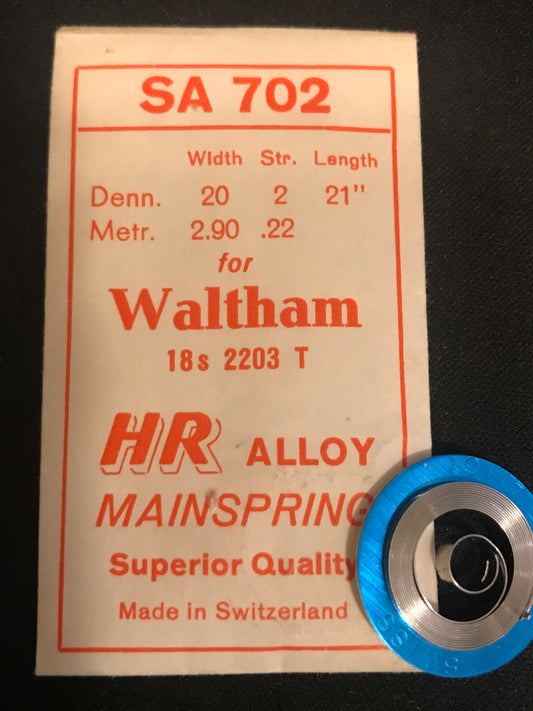 SA 702
Width Str. Length
Denn. 20 2 21"
Metr. 2.90 .22
for
Waltham
18s 2203 T
HR ALLOY
MAINSPRING
Superior Quality
Made in Switzerland
SWISS